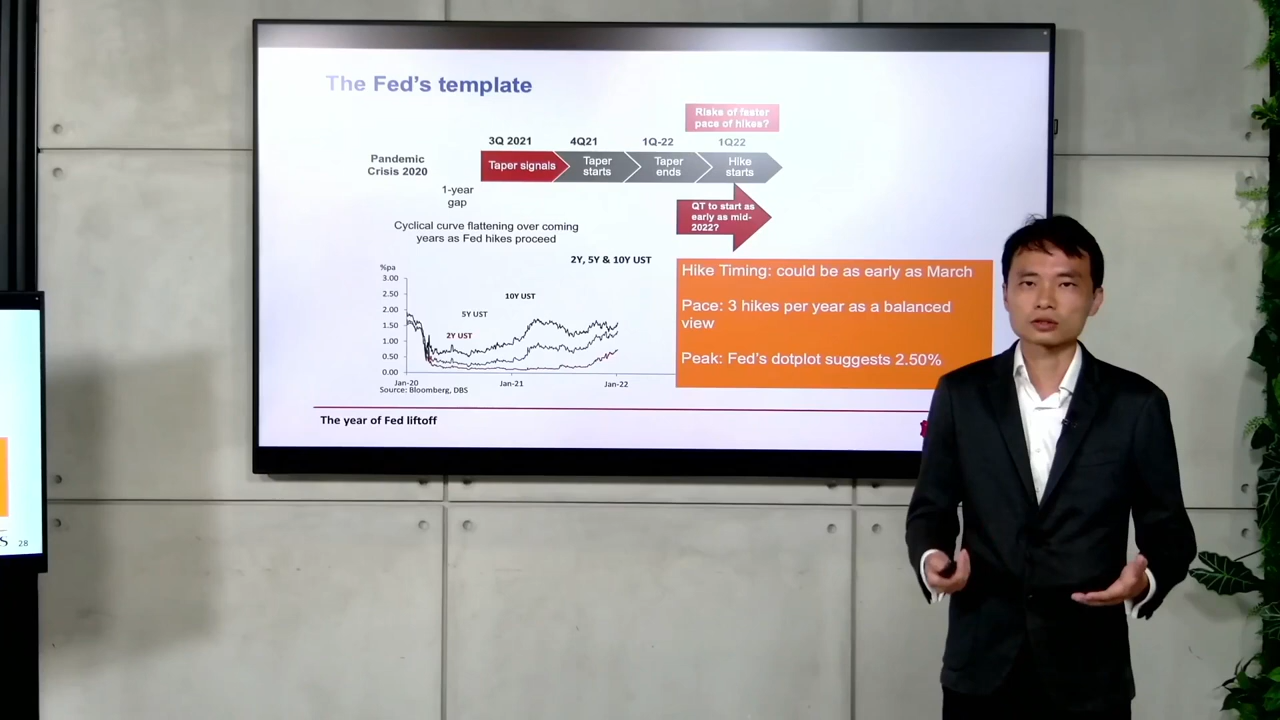 The Fed's template
Risks of faster
pace of hikes?
3Q 2021
4Q21
1Q-22
1Q22
Pandemic
Crisis 2020
Taper signals
Taper
starts
Taper
ends
Hike
starts
1-year
gap
QT to start as
early as mid-
2022?
Cyclical curve flattening over coming
years as Fed hikes proceed
2Y, 5Y & 10Y UST
%pa
3.00
2.50
2.00
1.50
1.00
0.50
0.00
10Y UST
5Y UST
2Y UST
Jan-20
Jan-21
Jan-22
Source: Bloomberg, DBS
Hike Timing: could be as early as March
Pace: 3 hikes per year as a balanced
view
Peak: Fed's dotplot suggests 2.50%
The year of Fed liftoff
S
28